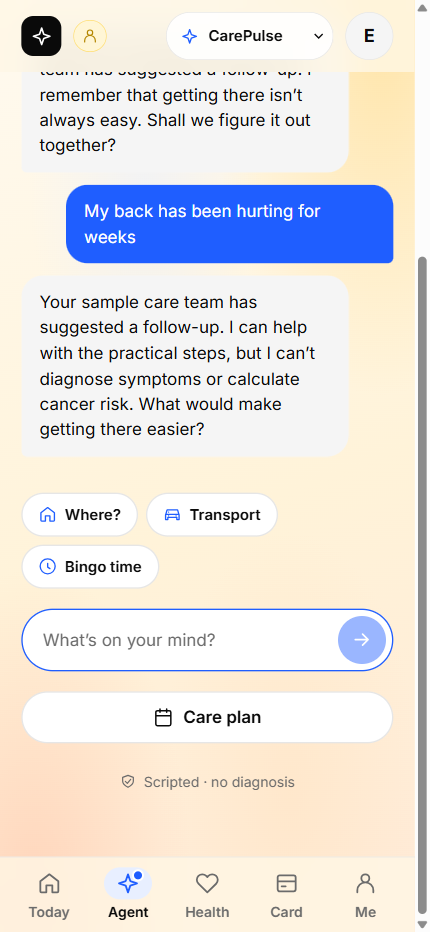 CarePulse
E
team has suggested a follow-up. I
remember that getting there isn’t
always easy. Shall we figure it out
together?
My back has been hurting for
weeks
Your sample care team has
suggested a follow-up. I can help
with the practical steps, but I can’t
diagnose symptoms or calculate
cancer risk. What would make
getting there easier?
Where?
Transport
Bingo time
What’s on your mind?
Care plan
Scripted · no diagnosis
Today
Agent
Health
Card
Me